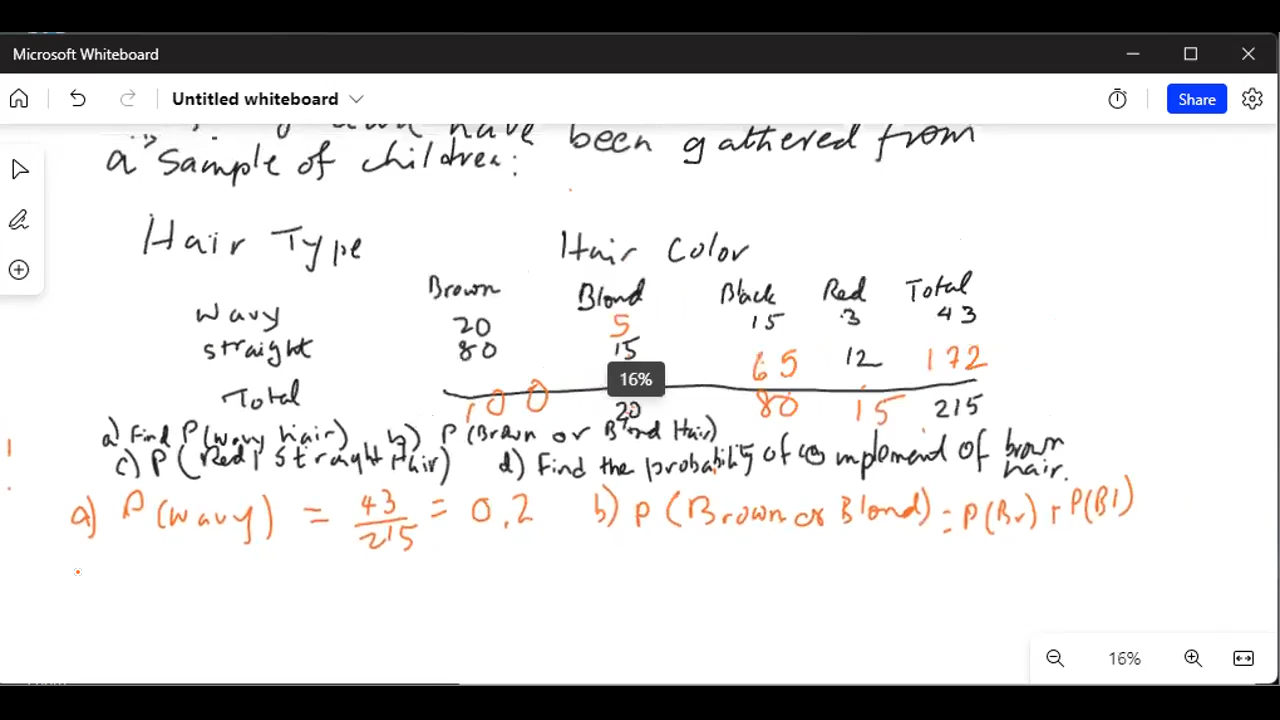 Microsoft Whiteboard
Untitled whiteboard
Share
have been gathered from
a sample of children:
Hair Type Hair Color
Brown Blond Black Red Total
wavy 20 5 15 3 43
straight 80 15 65 12 172
16%
Total 100 20 80 15 215
a) Find P(wavy hair) b) P(Brown or Blond Hair)
c) P(Red | Straight Hair) d) Find the probability of complement of brown hair.
a) P(wavy) = 43/215 = 0.2 b) P(Brown or Blond) = P(Br) + P(Bl)
16%